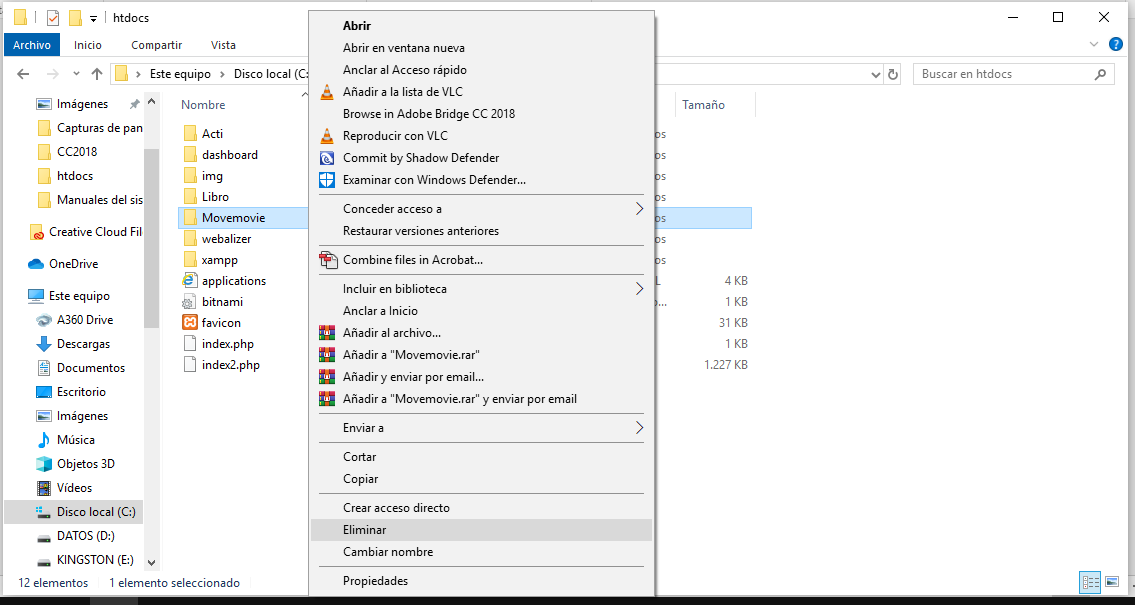 htdocs
Archivo
Inicio
Compartir
Vista
Este equipo
Disco local (C:
Buscar en htdocs
Imágenes
Capturas de pan
CC2018
htdocs
Manuales del sis
Creative Cloud Fil
OneDrive
Este equipo
A360 Drive
Descargas
Documentos
Escritorio
Imágenes
Música
Objetos 3D
Vídeos
Disco local (C:)
DATOS (D:)
KINGSTON (E:)
Nombre
Tamaño
Acti
dashboard
img
Libro
Movemovie
webalizer
xampp
applications
bitnami
favicon
index.php
index2.php
Abrir
Abrir en ventana nueva
Anclar al Acceso rápido
Añadir a la lista de VLC
Browse in Adobe Bridge CC 2018
Reproducir con VLC
Commit by Shadow Defender
Examinar con Windows Defender...
Conceder acceso a
Restaurar versiones anteriores
Combine files in Acrobat...
Incluir en biblioteca
Anclar a Inicio
Añadir al archivo...
Añadir a "Movemovie.rar"
Añadir y enviar por email...
Añadir a "Movemovie.rar" y enviar por email
Enviar a
Cortar
Copiar
Crear acceso directo
Eliminar
Cambiar nombre
Propiedades
os
os
os
os
os
os
os
L 4 KB
o... 1 KB
31 KB
1 KB
1.227 KB
12 elementos
1 elemento seleccionado